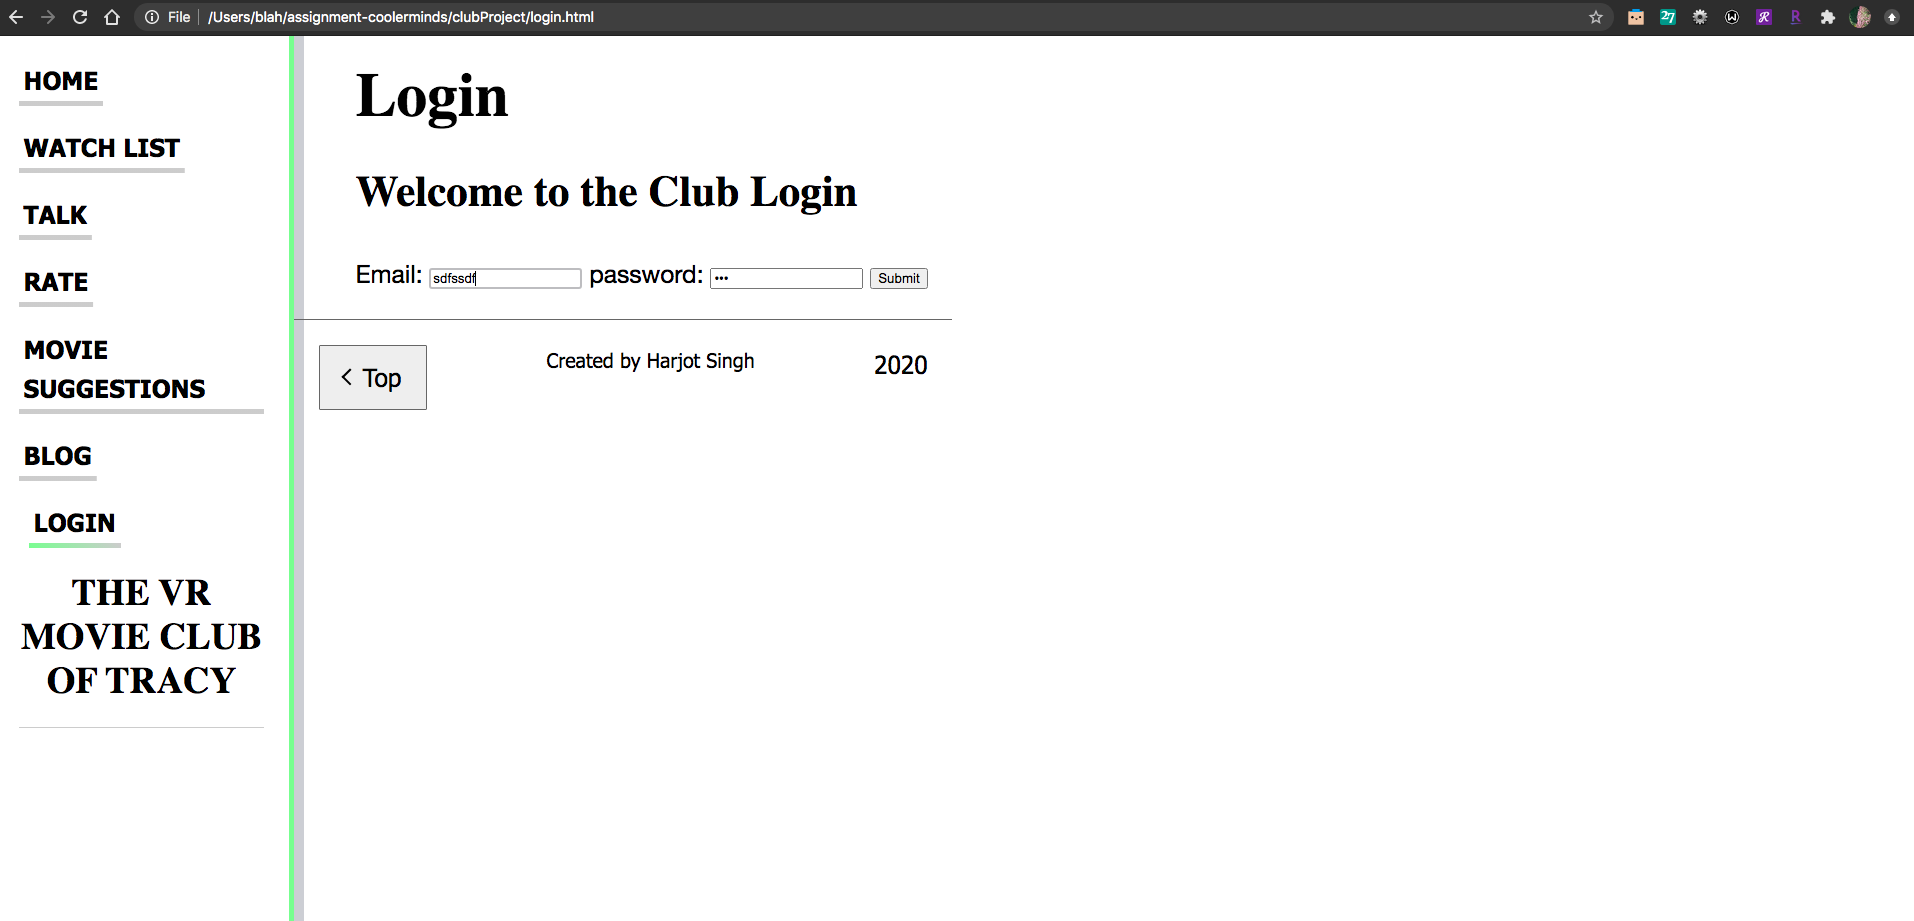 File /Users/blah/assignment-coolerminds/clubProject/login.html
HOME
WATCH LIST
TALK
RATE
MOVIE
SUGGESTIONS
BLOG
LOGIN
THE VR
MOVIE CLUB
OF TRACY
Login
Welcome to the Club Login
Email: sdfssdf password: ••• Submit
< Top
Created by Harjot Singh
2020